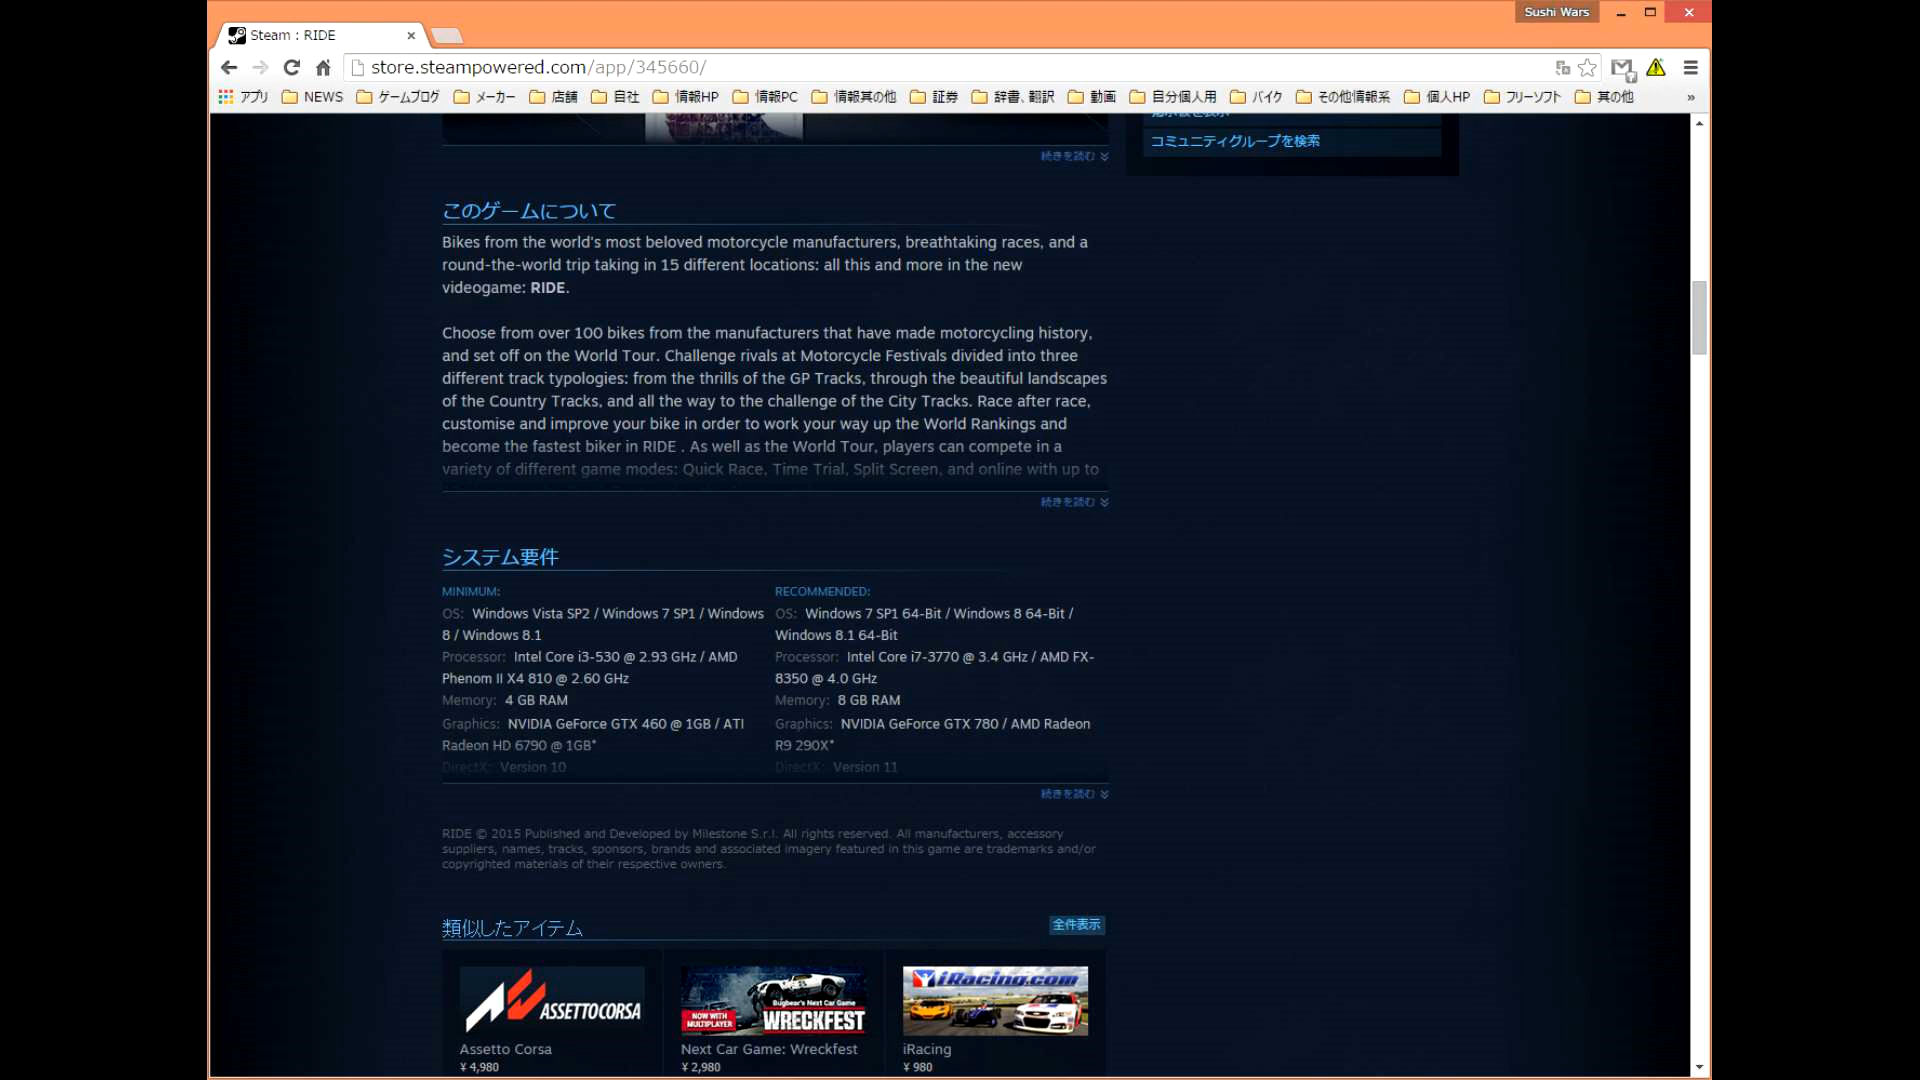 Sushi Wars
Steam : RIDE
store.steampowered.com/app/345660/
アプリ NEWS ゲームブログ メーカー 店舗 自社 情報HP 情報PC 情報其の他 証券 辞書、翻訳 動画 自分個人用 バイク その他情報系 個人HP フリーソフト 其の他 »
コミュニティグループを検索
続きを読む
このゲームについて
Bikes from the world's most beloved motorcycle manufacturers, breathtaking races, and a
round-the-world trip taking in 15 different locations: all this and more in the new
videogame: RIDE.
Choose from over 100 bikes from the manufacturers that have made motorcycling history,
and set off on the World Tour. Challenge rivals at Motorcycle Festivals divided into three
different track typologies: from the thrills of the GP Tracks, through the beautiful landscapes
of the Country Tracks, and all the way to the challenge of the City Tracks. Race after race,
customise and improve your bike in order to work your way up the World Rankings and
become the fastest biker in RIDE . As well as the World Tour, players can compete in a
variety of different game modes: Quick Race, Time Trial, Split Screen, and online with up to
続きを読む
システム要件
MINIMUM:
OS: Windows Vista SP2 / Windows 7 SP1 / Windows
8 / Windows 8.1
Processor: Intel Core i3-530 @ 2.93 GHz / AMD
Phenom II X4 810 @ 2.60 GHz
Memory: 4 GB RAM
Graphics: NVIDIA GeForce GTX 460 @ 1GB / ATI
Radeon HD 6790 @ 1GB*
DirectX: Version 10
RECOMMENDED:
OS: Windows 7 SP1 64-Bit / Windows 8 64-Bit /
Windows 8.1 64-Bit
Processor: Intel Core i7-3770 @ 3.4 GHz / AMD FX-
8350 @ 4.0 GHz
Memory: 8 GB RAM
Graphics: NVIDIA GeForce GTX 780 / AMD Radeon
R9 290X*
DirectX: Version 11
続きを読む
RIDE © 2015 Published and Developed by Milestone S.r.l. All rights reserved. All manufacturers, accessory
suppliers, names, tracks, sponsors, brands and associated imagery featured in this game are trademarks and/or
copyrighted materials of their respective owners.
類似したアイテム
全件表示
ASSETTO CORSA
Assetto Corsa
¥ 4,980
Bugbear's Next Car Game
NOW WITH
MULTIPLAYER
WRECKFEST
Next Car Game: Wreckfest
¥ 2,980
iRacing.com
iRacing
¥ 980